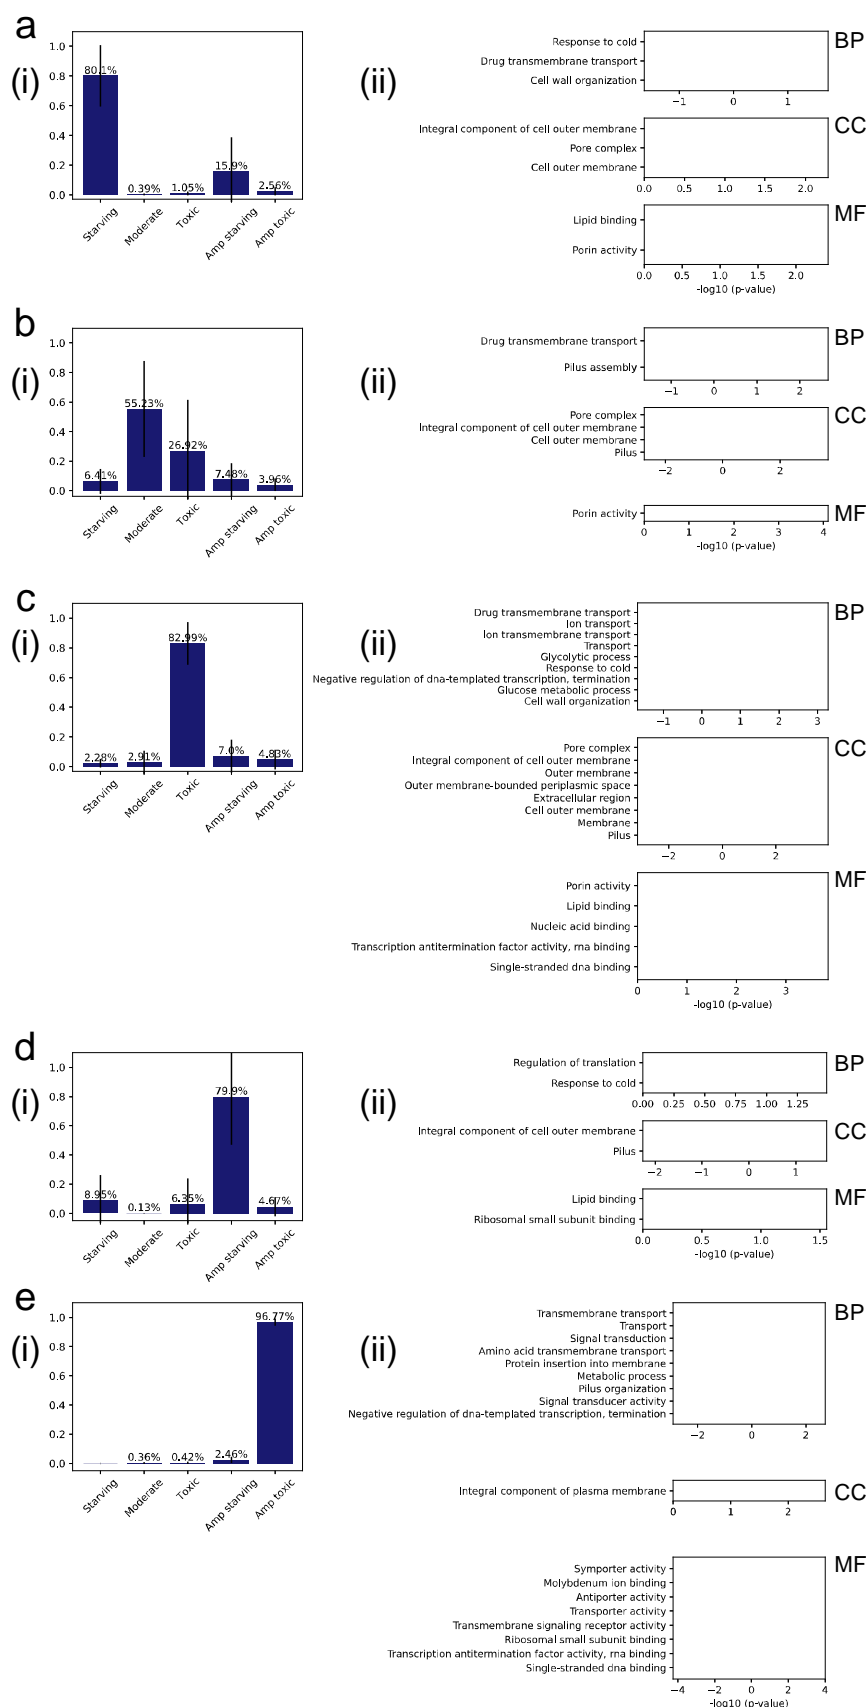 a
(i)
1.0
0.8
0.6
0.4
0.2
0.0
80.1%
0.39%
1.05%
15.9%
2.56%
Starving
Moderate
Toxic
Amp starving
Amp toxic
(ii)
BP
Response to cold
Drug transmembrane transport
Cell wall organization
−1 0 1
CC
Integral component of cell outer membrane
Pore complex
Cell outer membrane
0.0 0.5 1.0 1.5 2.0
MF
Lipid binding
Porin activity
0.0 0.5 1.0 1.5 2.0
-log10 (p-value)
b
(i)
1.0
0.8
0.6
0.4
0.2
0.0
6.41%
55.23%
26.92%
7.48%
3.96%
Starving
Moderate
Toxic
Amp starving
Amp toxic
(ii)
BP
Drug transmembrane transport
Pilus assembly
−1 0 1 2
CC
Pore complex
Integral component of cell outer membrane
Cell outer membrane
Pilus
−2 0 2
MF
Porin activity
0 1 2 3 4
-log10 (p-value)
c
(i)
1.0
0.8
0.6
0.4
0.2
0.0
2.28%
2.91%
82.99%
7.0%
4.83%
Starving
Moderate
Toxic
Amp starving
Amp toxic
(ii)
BP
Drug transmembrane transport
Ion transport
Ion transmembrane transport
Transport
Glycolytic process
Response to cold
Negative regulation of dna-templated transcription, termination
Glucose metabolic process
Cell wall organization
−1 0 1 2 3
CC
Pore complex
Integral component of cell outer membrane
Outer membrane
Outer membrane-bounded periplasmic space
Extracellular region
Cell outer membrane
Membrane
Pilus
−2 0 2
MF
Porin activity
Lipid binding
Nucleic acid binding
Transcription antitermination factor activity, rna binding
Single-stranded dna binding
0 1 2 3
-log10 (p-value)
d
(i)
1.0
0.8
0.6
0.4
0.2
0.0
8.95%
0.13%
6.35%
79.9%
4.67%
Starving
Moderate
Toxic
Amp starving
Amp toxic
(ii)
BP
Regulation of translation
Response to cold
0.00 0.25 0.50 0.75 1.00 1.25
CC
Integral component of cell outer membrane
Pilus
−2 −1 0 1
MF
Lipid binding
Ribosomal small subunit binding
0.0 0.5 1.0 1.5
-log10 (p-value)
e
(i)
1.0
0.8
0.6
0.4
0.2
0.0
0.36%
0.42%
2.46%
96.77%
Starving
Moderate
Toxic
Amp starving
Amp toxic
(ii)
BP
Transmembrane transport
Transport
Signal transduction
Amino acid transmembrane transport
Protein insertion into membrane
Metabolic process
Pilus organization
Signal transducer activity
Negative regulation of dna-templated transcription, termination
−2 0 2
CC
Integral component of plasma membrane
0 1 2
MF
Symporter activity
Molybdenum ion binding
Antiporter activity
Transporter activity
Transmembrane signaling receptor activity
Ribosomal small subunit binding
Transcription antitermination factor activity, rna binding
Single-stranded dna binding
−4 −2 0 2 4
-log10 (p-value)